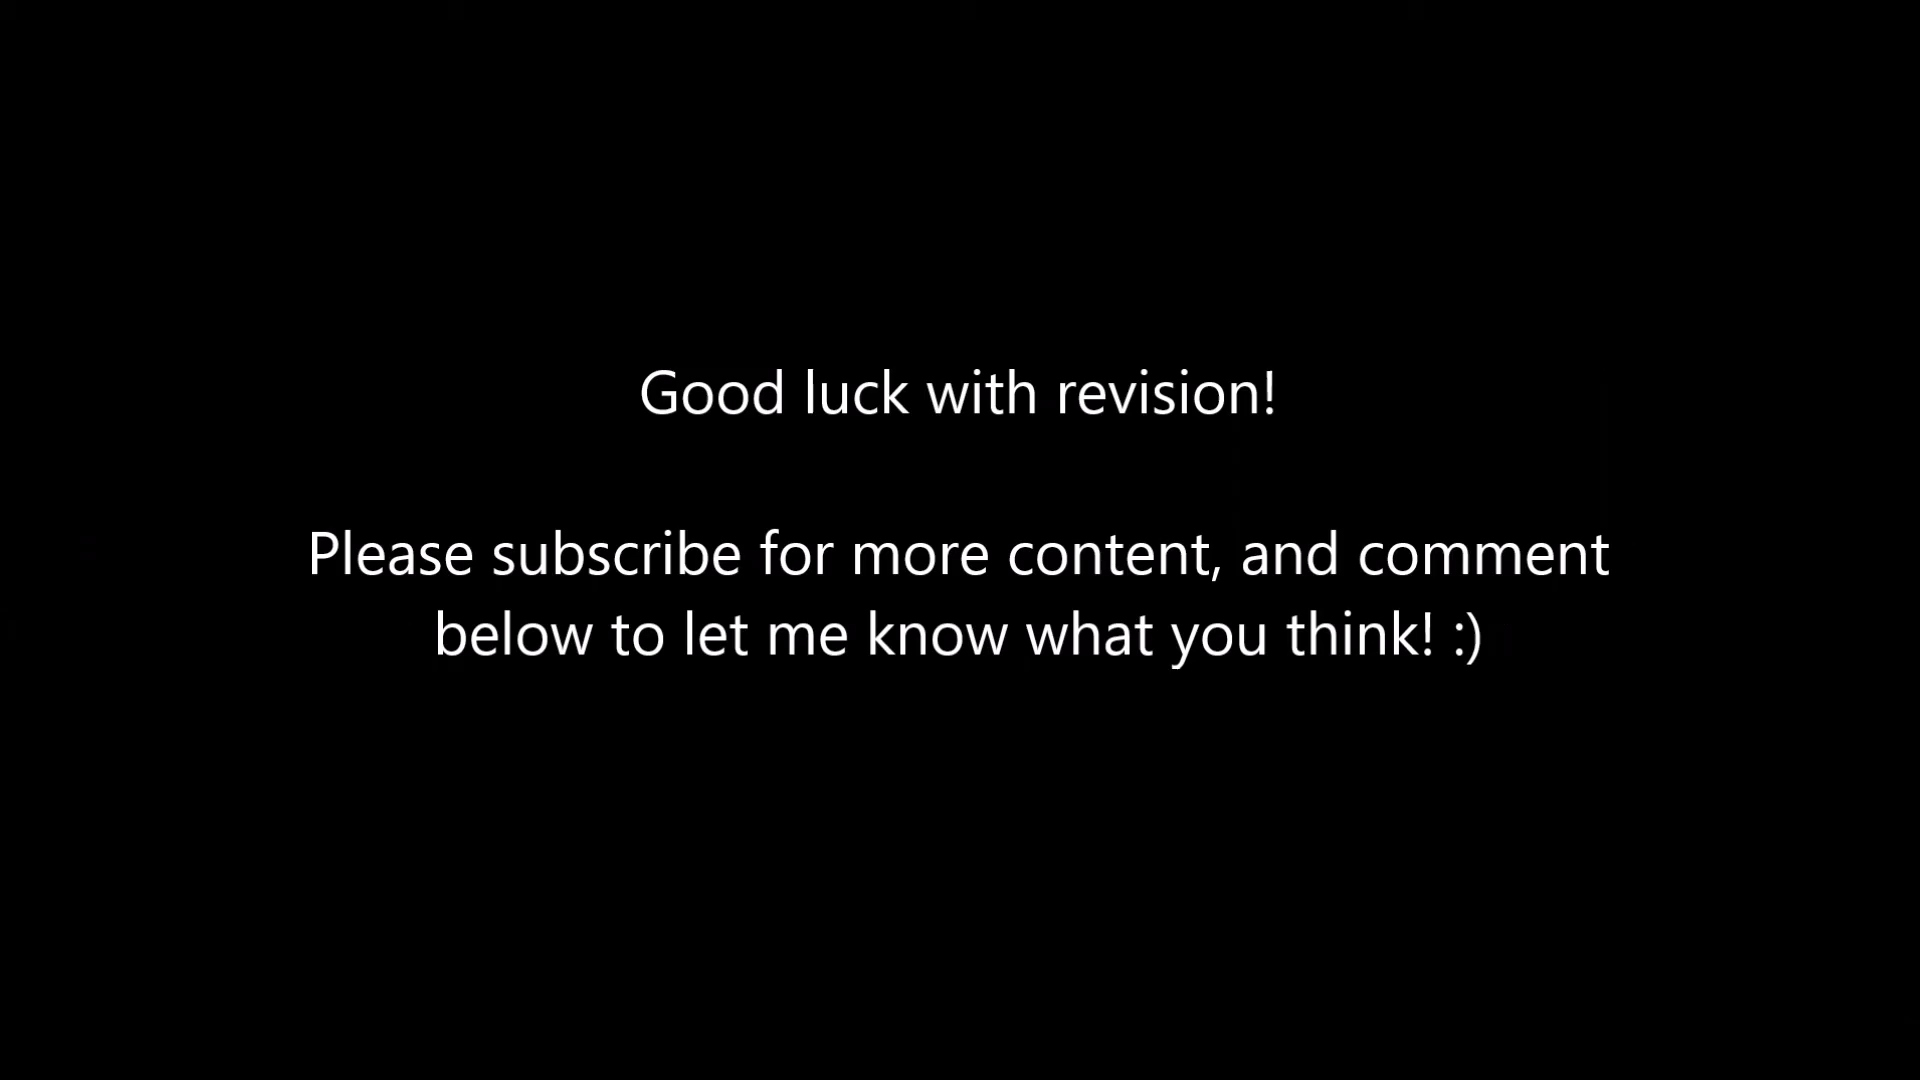 Good luck with revision!
Please subscribe for more content, and comment
below to let me know what you think! :)